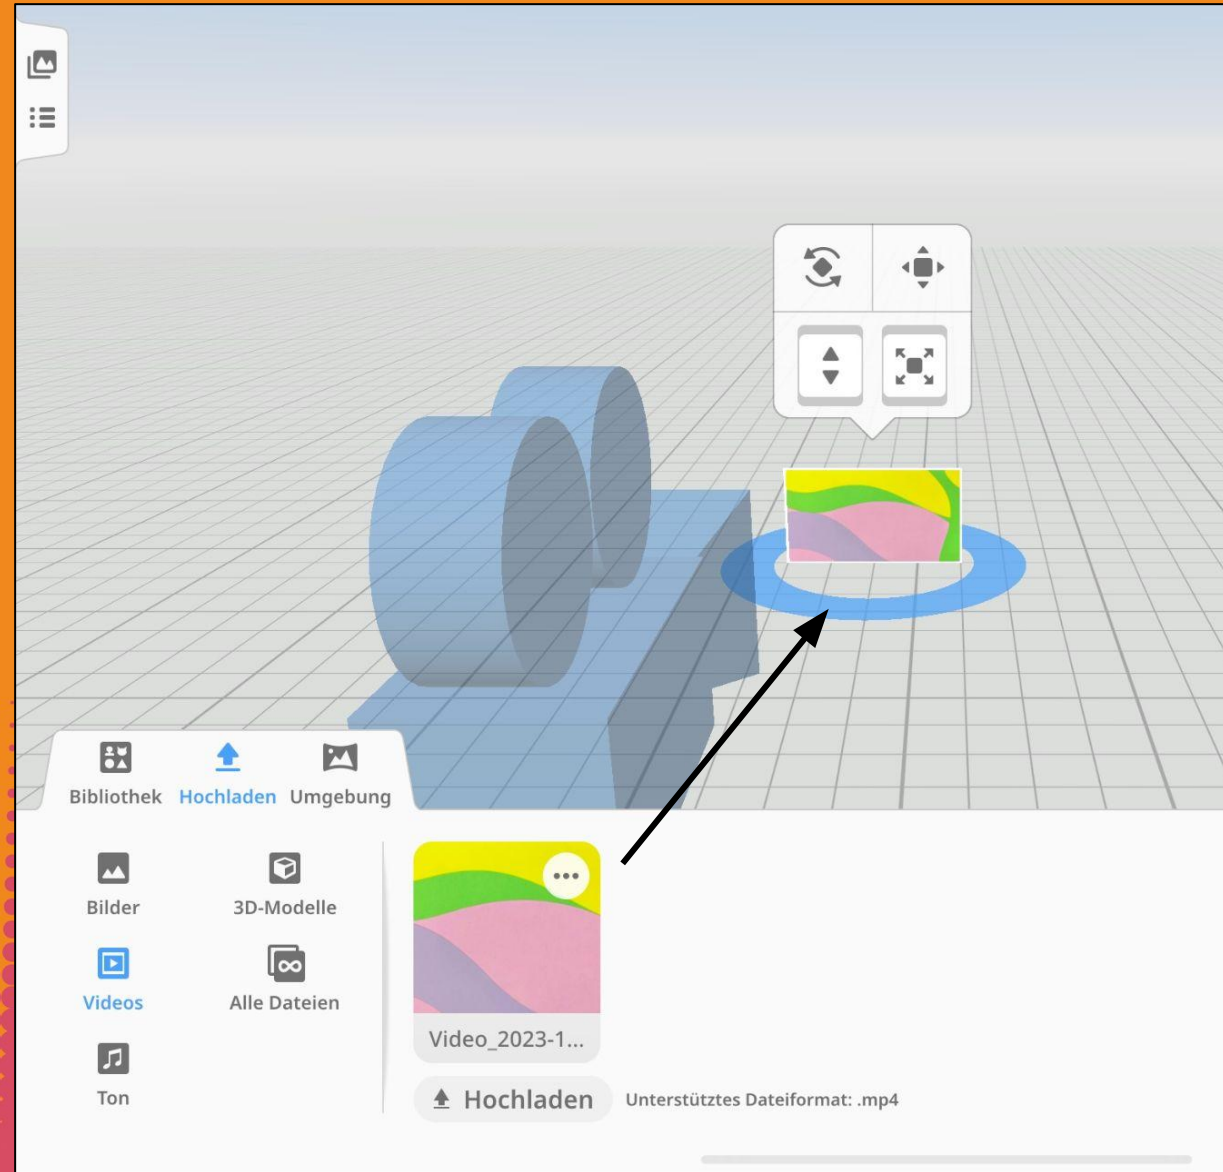 Bibliothek Hochladen Umgebung
Bilder
3D-Modelle
Videos
Alle Dateien
Ton
Video_2023-1...
Hochladen
Unterstütztes Dateiformat: .mp4